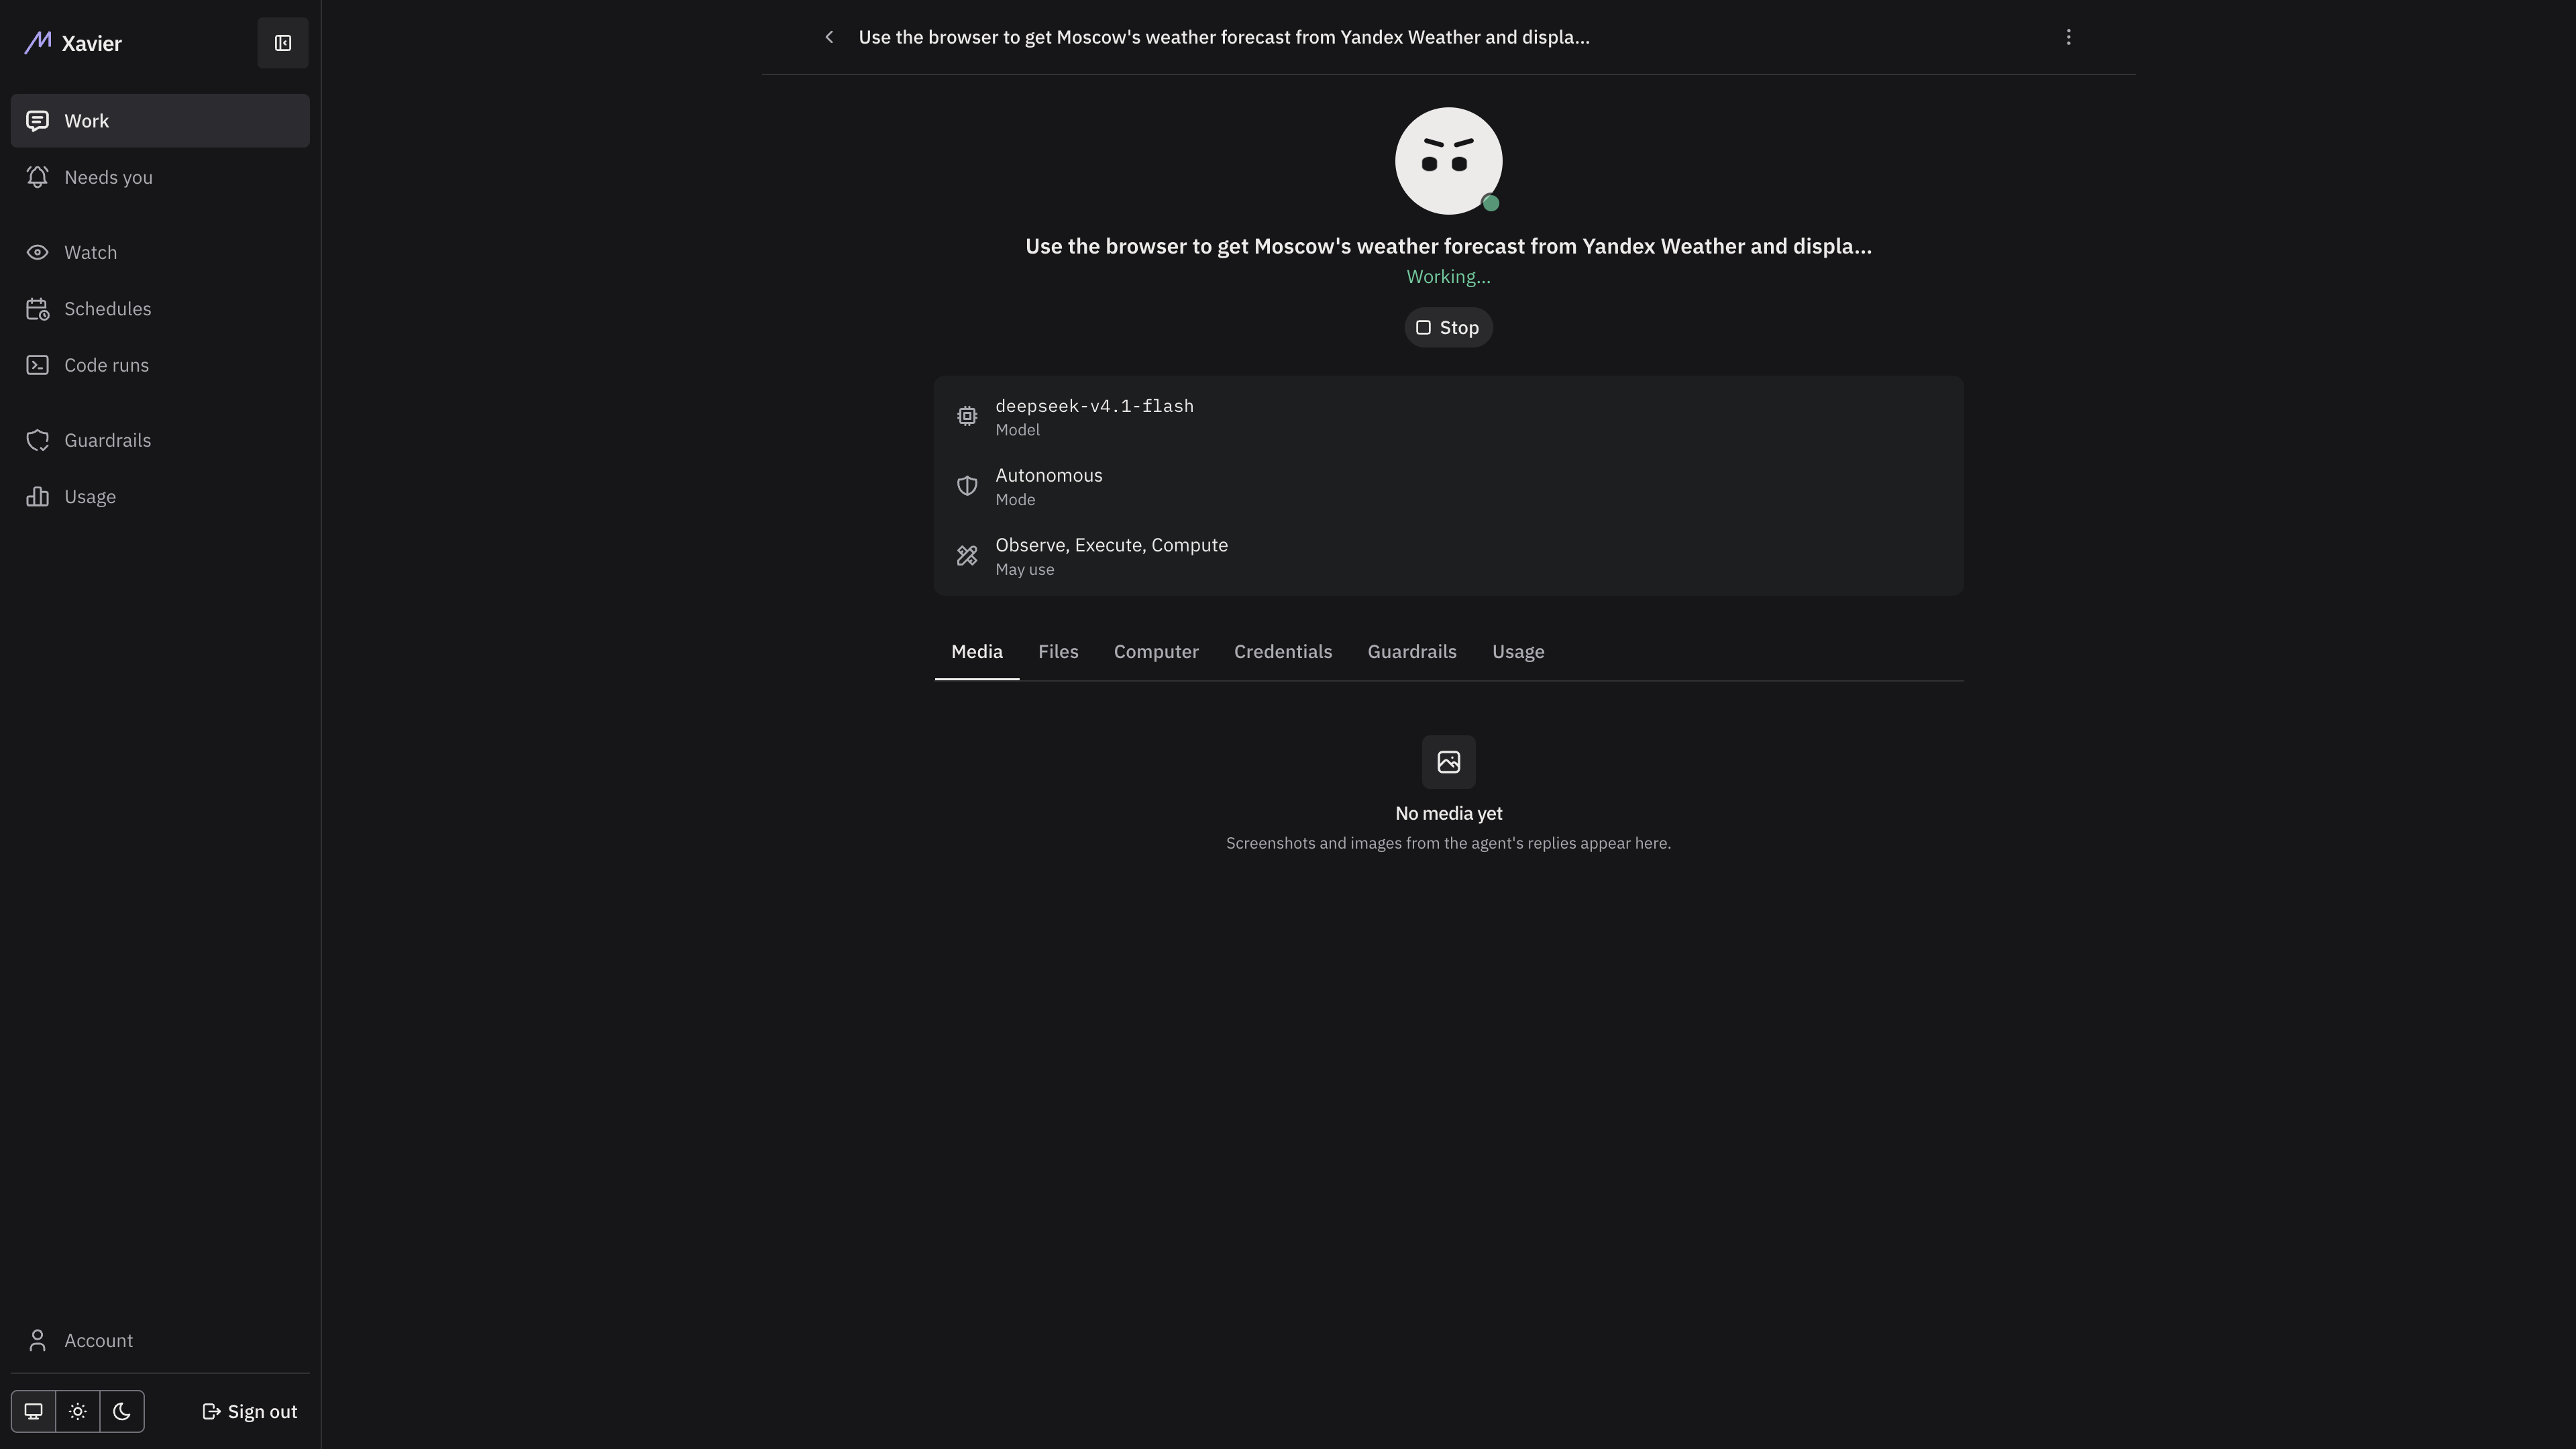 Xavier
Work
Needs you
Watch
Schedules
Code runs
Guardrails
Usage
Account
Sign out
Use the browser to get Moscow's weather forecast from Yandex Weather and displa...
Use the browser to get Moscow's weather forecast from Yandex Weather and displa...
Working...
Stop
deepseek-v4.1-flash
Model
Autonomous
Mode
Observe, Execute, Compute
May use
Media Files Computer Credentials Guardrails Usage
No media yet
Screenshots and images from the agent's replies appear here.